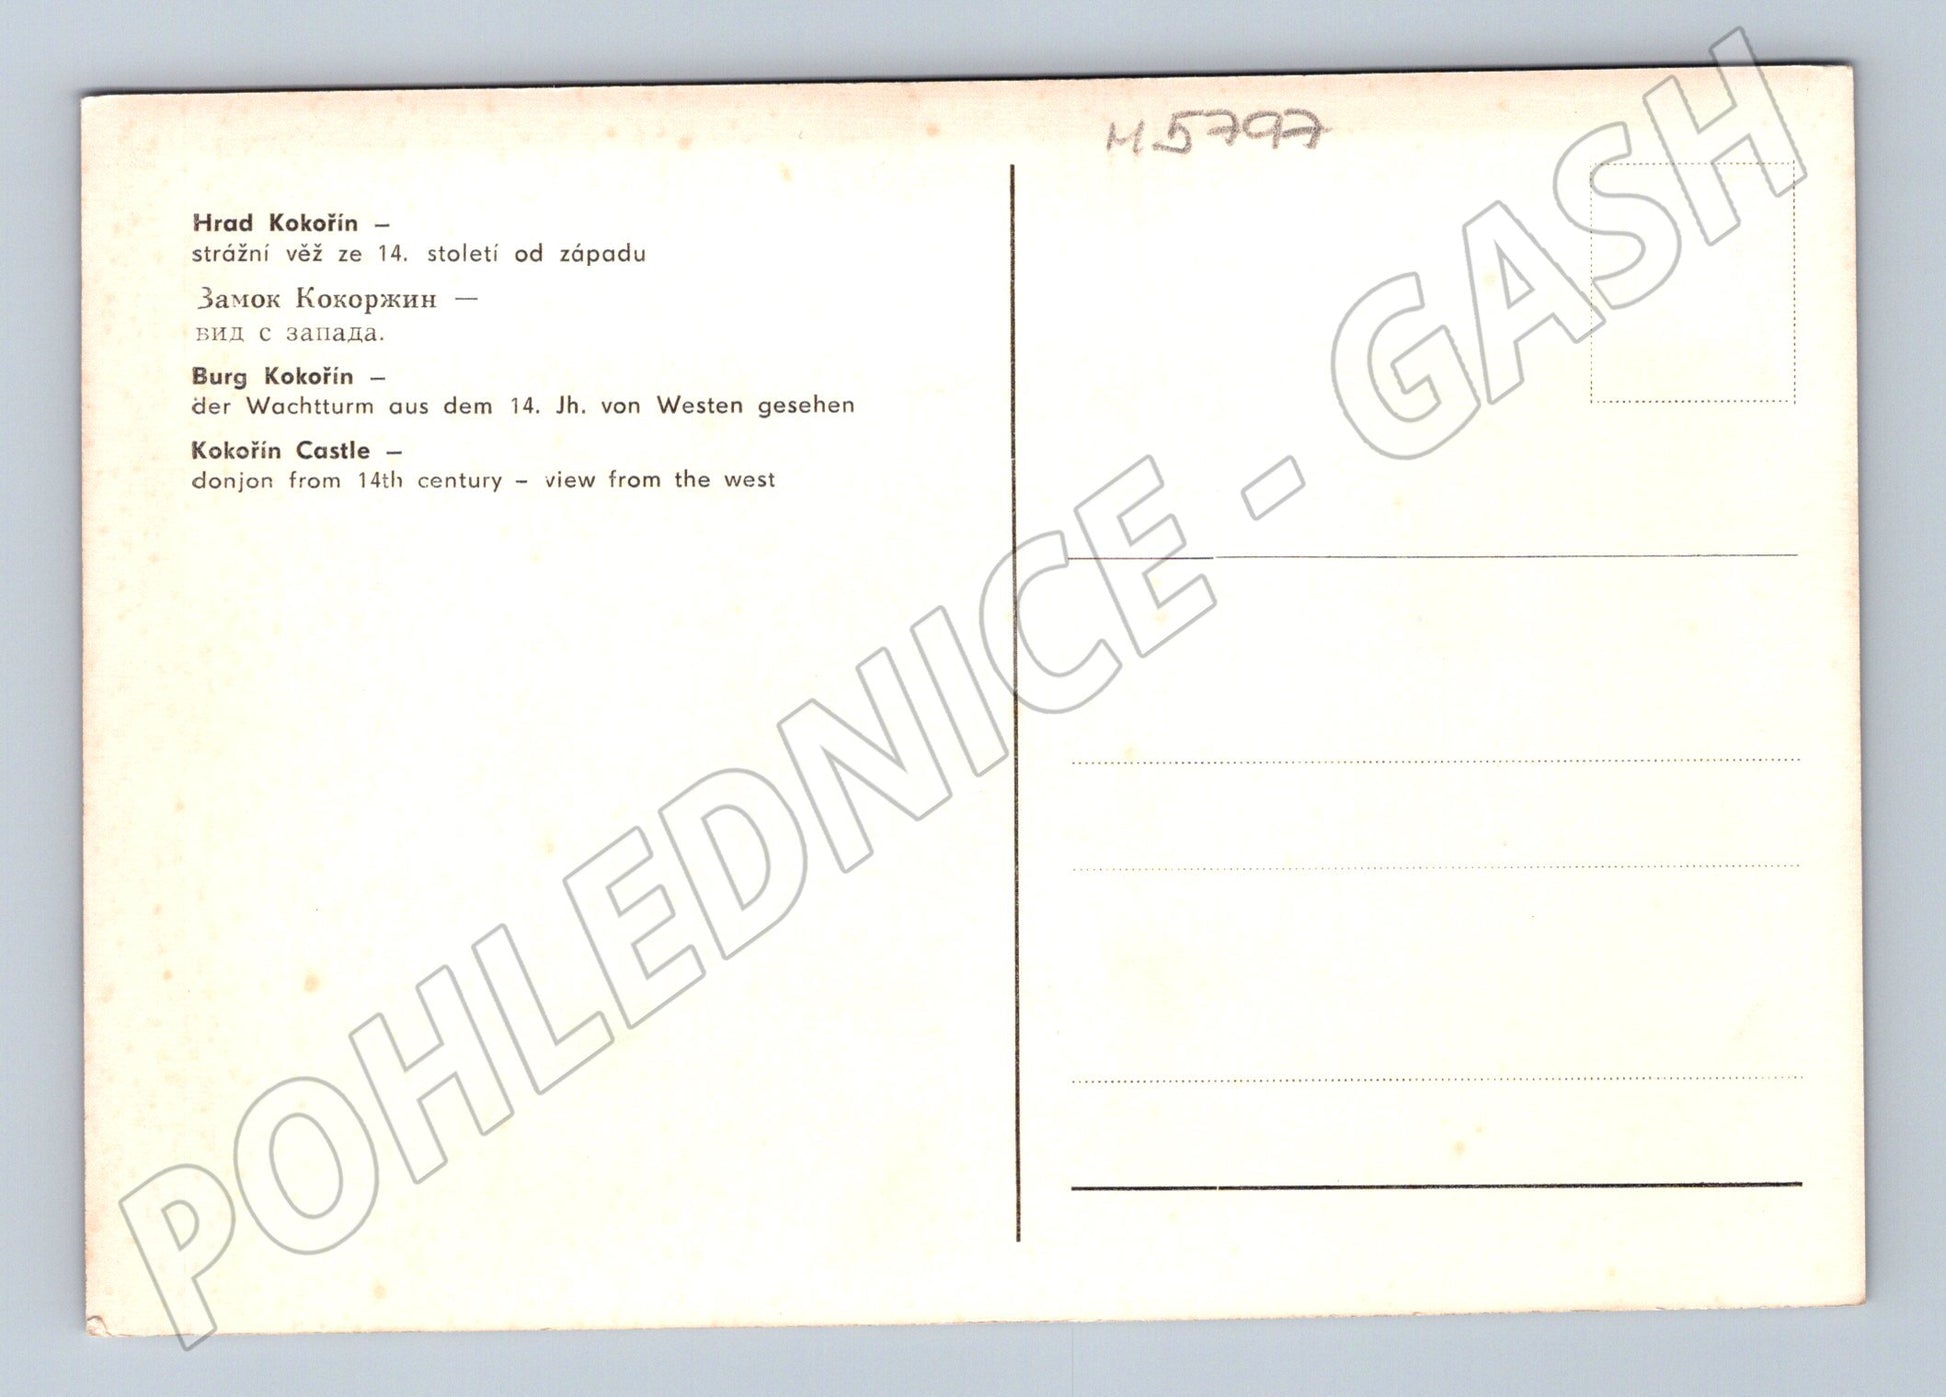 M5797
Hrad Kokořín –
strážní věž ze 14. století od západu
Замок Кокоржин —
вид с запада.
Burg Kokořín –
der Wachtturm aus dem 14. Jh. von Westen gesehen
Kokořín Castle –
donjon from 14th century – view from the west
POHLEDNICE - GASH